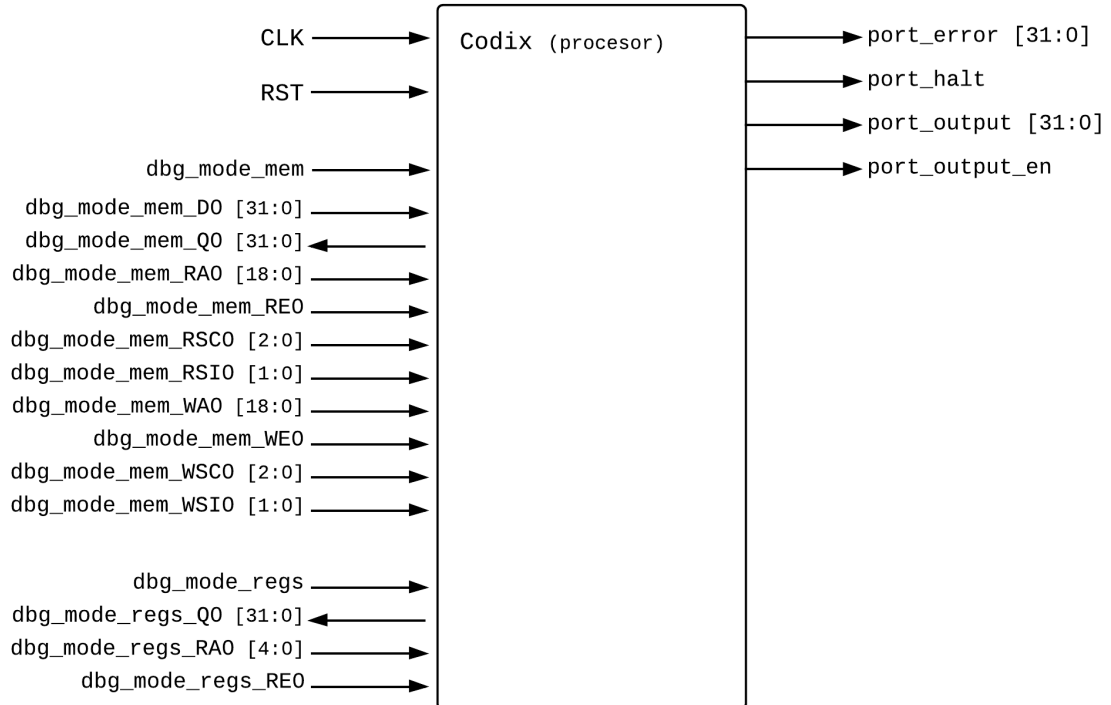 CLK
RST
dbg_mode_mem
dbg_mode_mem_D0 [31:0]
dbg_mode_mem_Q0 [31:0]
dbg_mode_mem_RA0 [18:0]
dbg_mode_mem_RE0
dbg_mode_mem_RSC0 [2:0]
dbg_mode_mem_RSI0 [1:0]
dbg_mode_mem_WA0 [18:0]
dbg_mode_mem_WE0
dbg_mode_mem_WSC0 [2:0]
dbg_mode_mem_WSI0 [1:0]
dbg_mode_regs
dbg_mode_regs_Q0 [31:0]
dbg_mode_regs_RA0 [4:0]
dbg_mode_regs_RE0
Codix (procesor)
port_error [31:0]
port_halt
port_output [31:0]
port_output_en